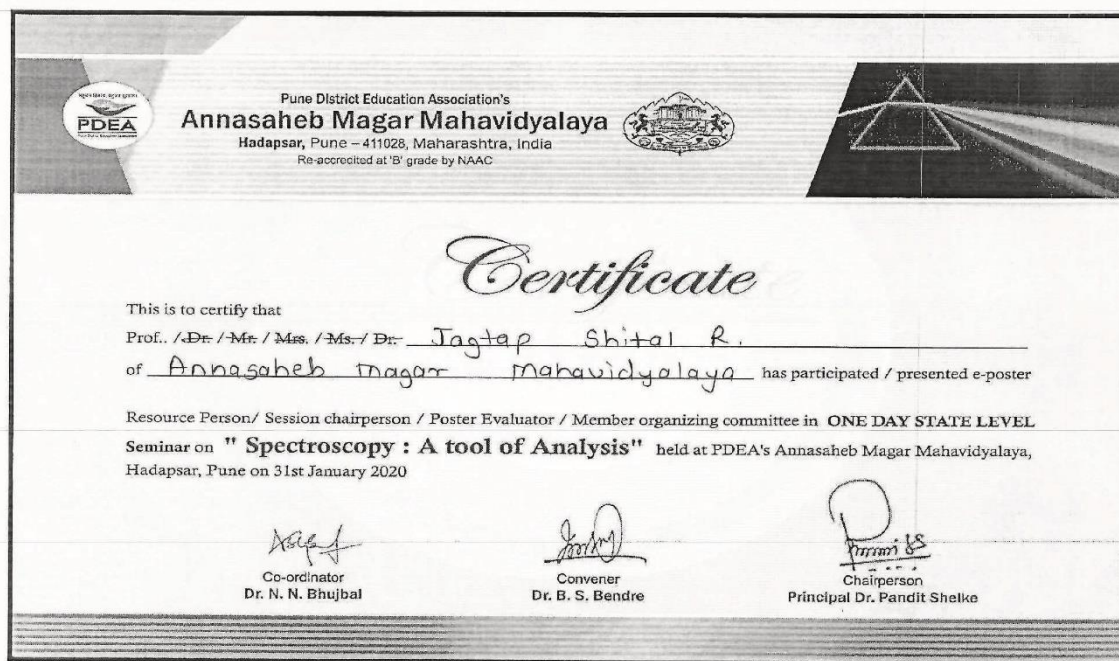 PDEA
Pune District Education Association's
Annasaheb Magar Mahavidyalaya
Hadapsar, Pune – 411028, Maharashtra, India
Re-accredited at 'B' grade by NAAC
Certificate
This is to certify that
Prof.. / Dr. / Mr. / Mrs. / Ms. / Dr. Jagtap Shital R.
of Annasaheb Magar Mahavidyalaya has participated / presented e-poster
Resource Person/ Session chairperson / Poster Evaluator / Member organizing committee in ONE DAY STATE LEVEL
Seminar on " Spectroscopy : A tool of Analysis" held at PDEA's Annasaheb Magar Mahavidyalaya,
Hadapsar, Pune on 31st January 2020
Co-ordinator
Dr. N. N. Bhujbal
Convener
Dr. B. S. Bendre
Chairperson
Principal Dr. Pandit Shelke